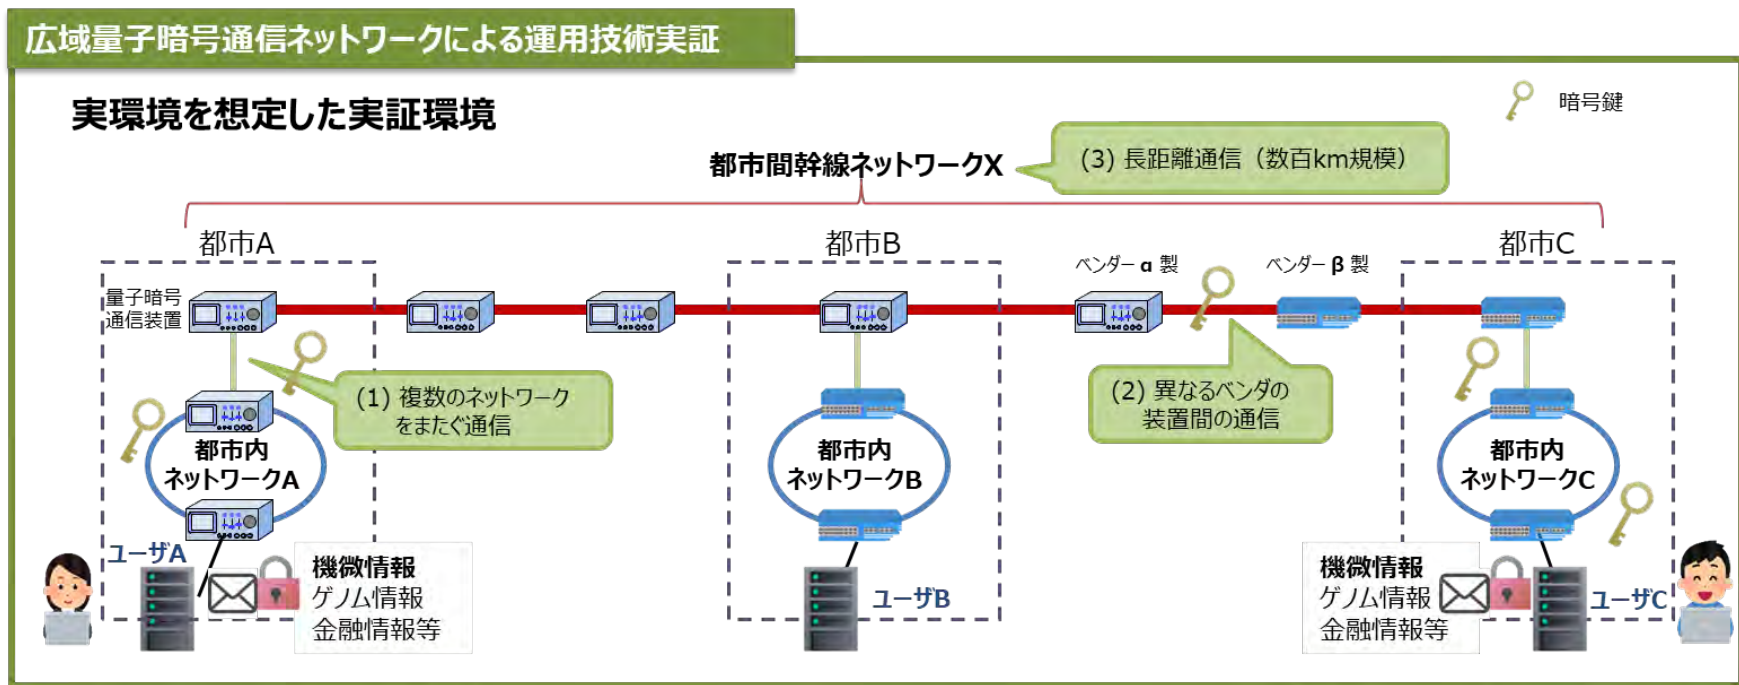 広域量子暗号通信ネットワークによる運用技術実証
実環境を想定した実証環境
暗号鍵
都市間幹線ネットワークX
(3) 長距離通信（数百km規模）
都市A
都市B
都市C
ベンダー α 製
ベンダー β 製
量子暗号
通信装置
(1) 複数のネットワーク
をまたぐ通信
(2) 異なるベンダの
装置間の通信
都市内
ネットワークA
都市内
ネットワークB
都市内
ネットワークC
ユーザA
機微情報
ゲノム情報
金融情報等
ユーザB
機微情報
ゲノム情報
金融情報等
ユーザC